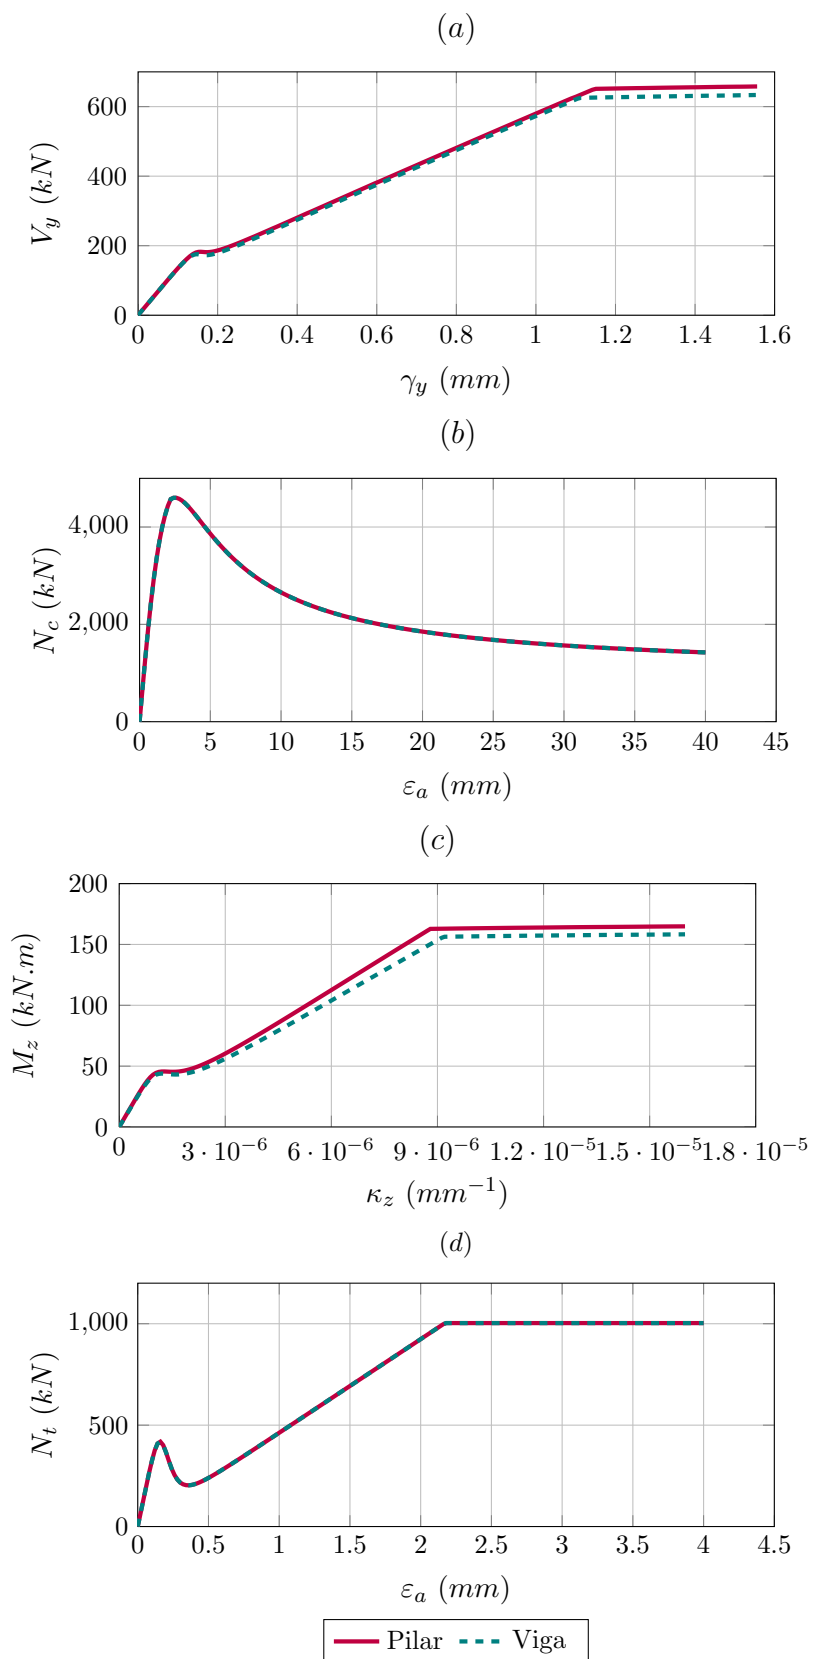 (a)
600
400
200
0
V_y (kN)
0 0.2 0.4 0.6 0.8 1 1.2 1.4 1.6
γ_y (mm)
(b)
4,000
2,000
0
N_c (kN)
0 5 10 15 20 25 30 35 40 45
ε_a (mm)
(c)
200
150
100
50
0
M_z (kN.m)
0 3 · 10⁻⁶ 6 · 10⁻⁶ 9 · 10⁻⁶ 1.2 · 10⁻⁵ 1.5 · 10⁻⁵ 1.8 · 10⁻⁵
κ_z (mm⁻¹)
(d)
1,000
500
0
N_t (kN)
0 0.5 1 1.5 2 2.5 3 3.5 4 4.5
ε_a (mm)
Pilar Viga